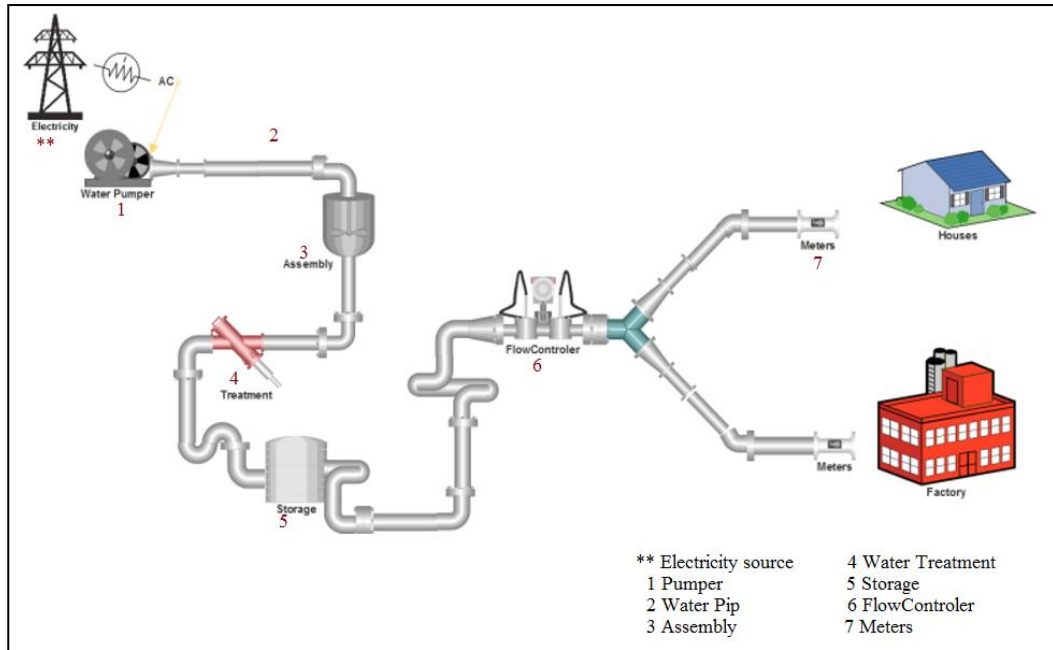 AC
Electricity
**
2
Water Pumper
1
3
Assembly
Meters
7
Houses
FlowControler
6
4
Treatment
Storage
5
Meters
Factory
** Electricity source
1 Pumper
2 Water Pip
3 Assembly
4 Water Treatment
5 Storage
6 FlowControler
7 Meters